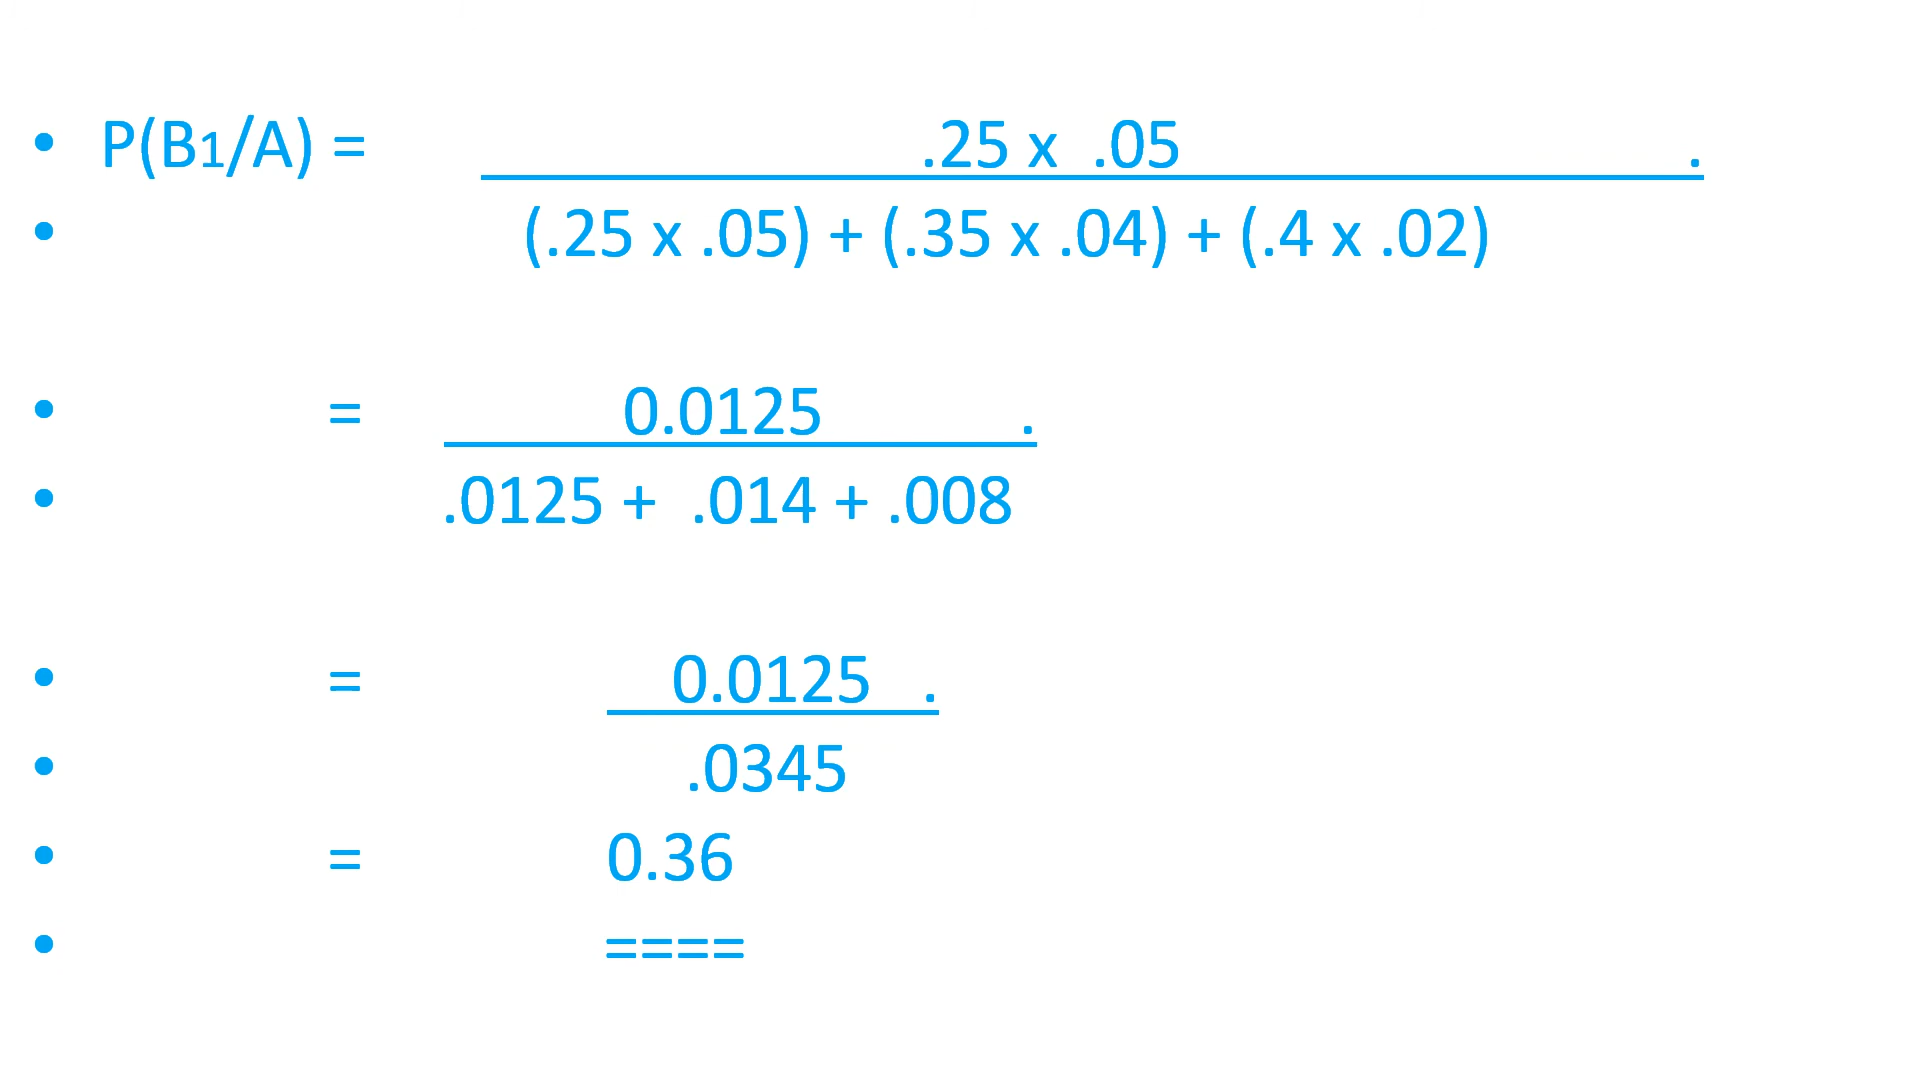 • P(B1/A) = .25 x .05 .
• (.25 x .05) + (.35 x .04) + (.4 x .02)
• = 0.0125 .
• .0125 + .014 + .008
• = 0.0125 .
• .0345
• = 0.36
• ====